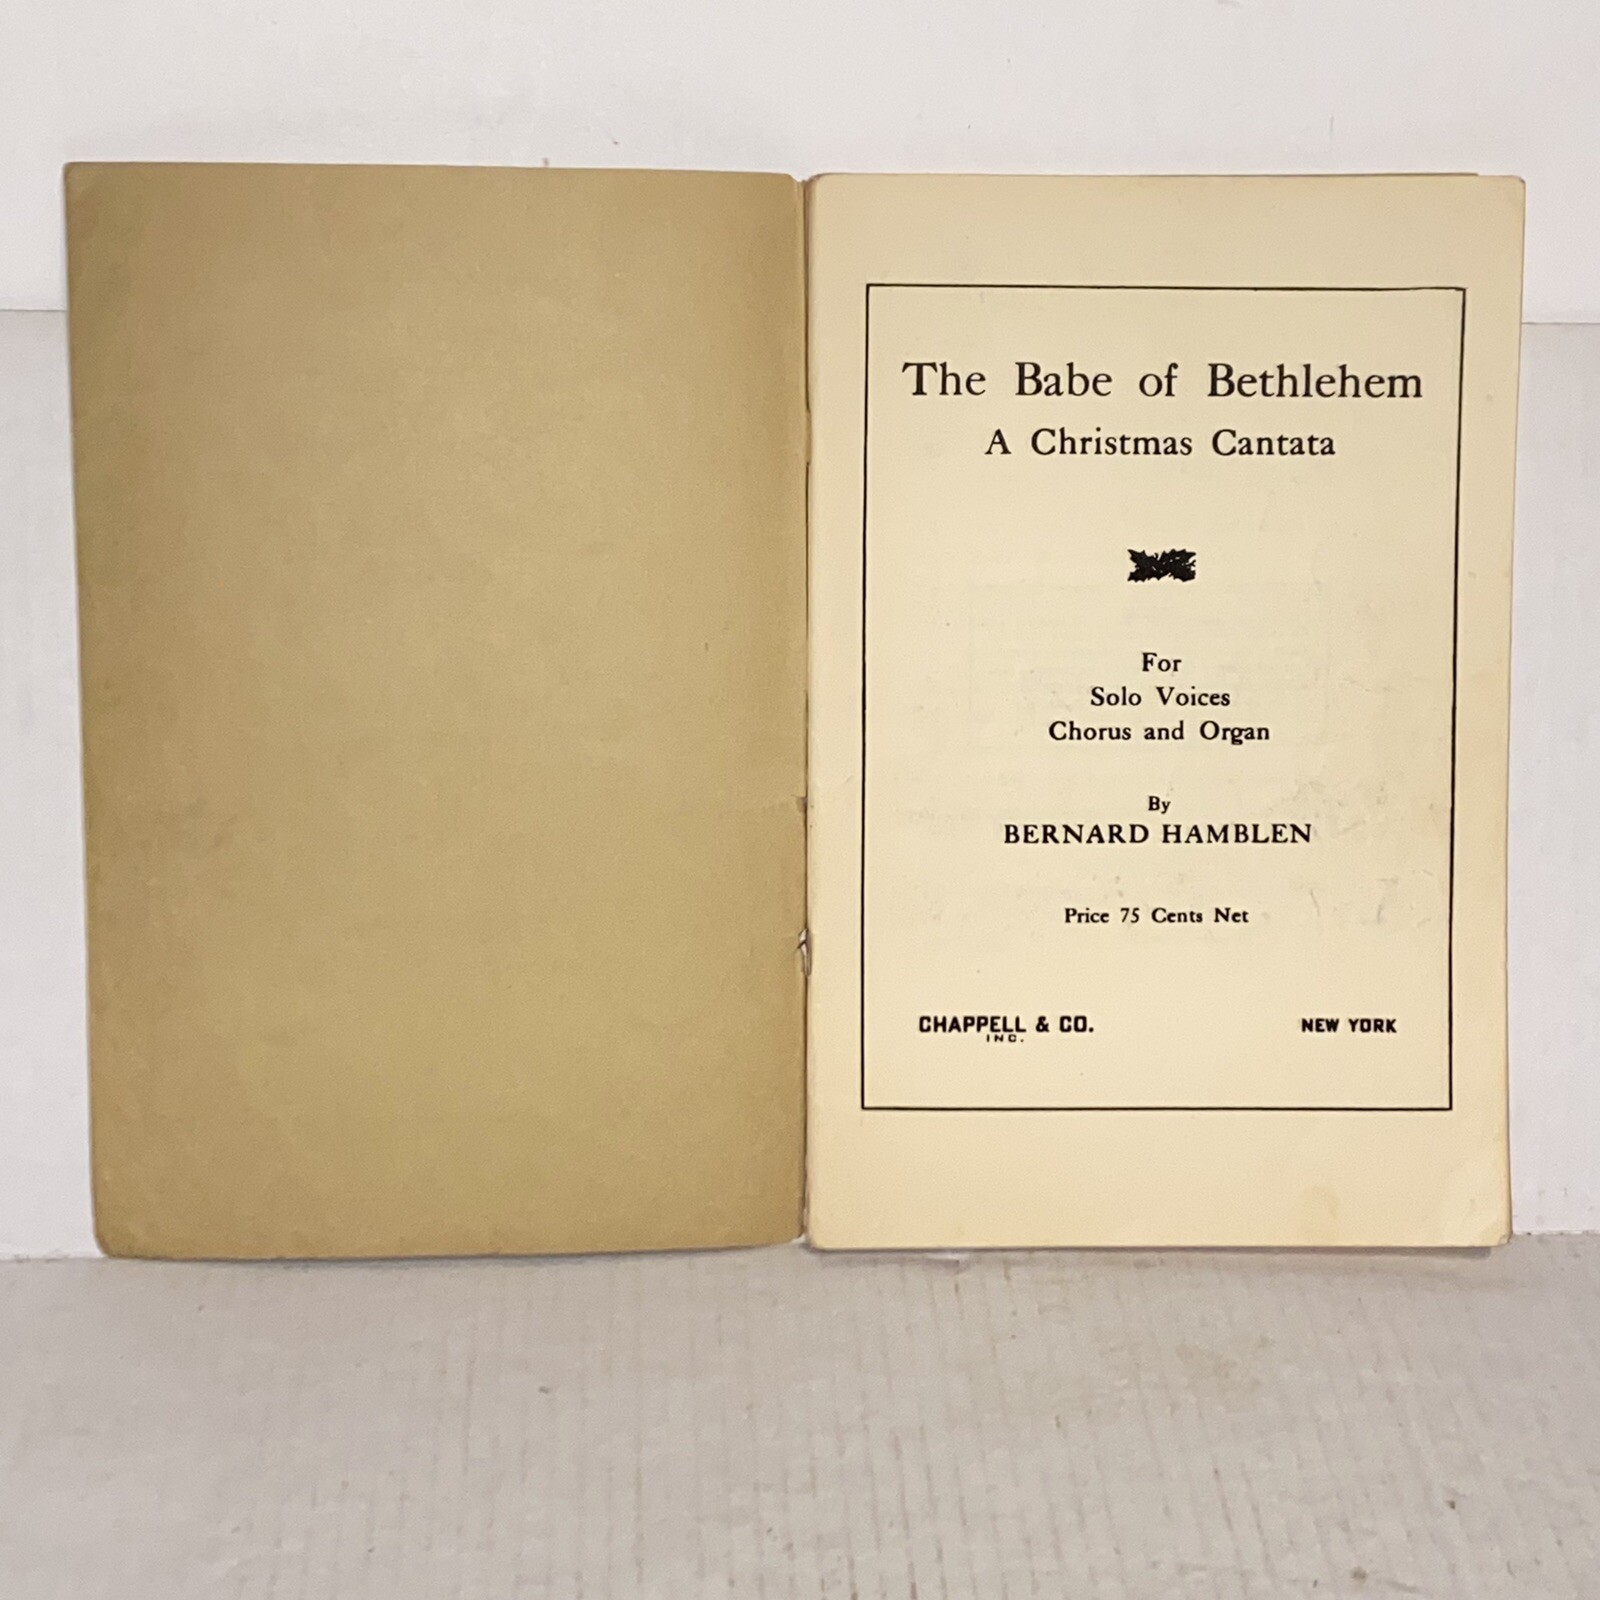 The Babe of Bethlehem
A Christmas Cantata
For
Solo Voices
Chorus and Organ
By
BERNARD HAMBLEN
Price 75 Cents Net
CHAPPELL & CO. NEW YORK
INC.